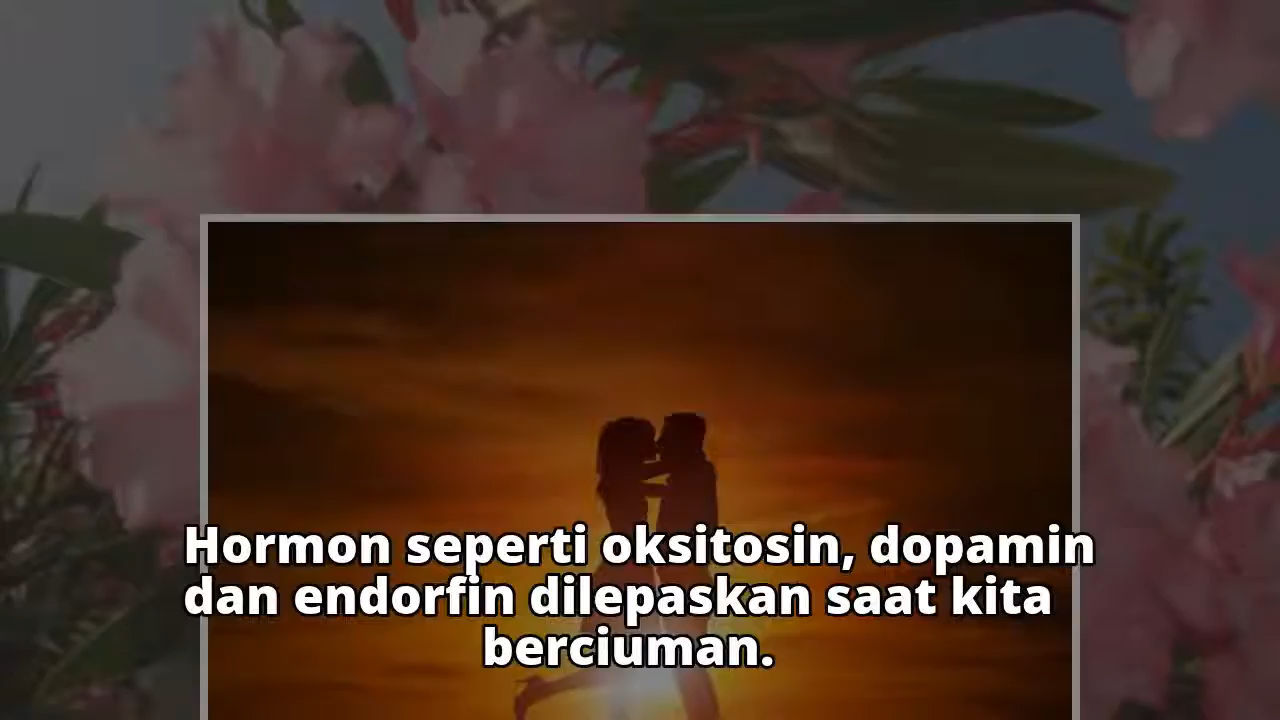 Hormon seperti oksitosin, dopamin
dan endorfin dilepaskan saat kita
berciuman.